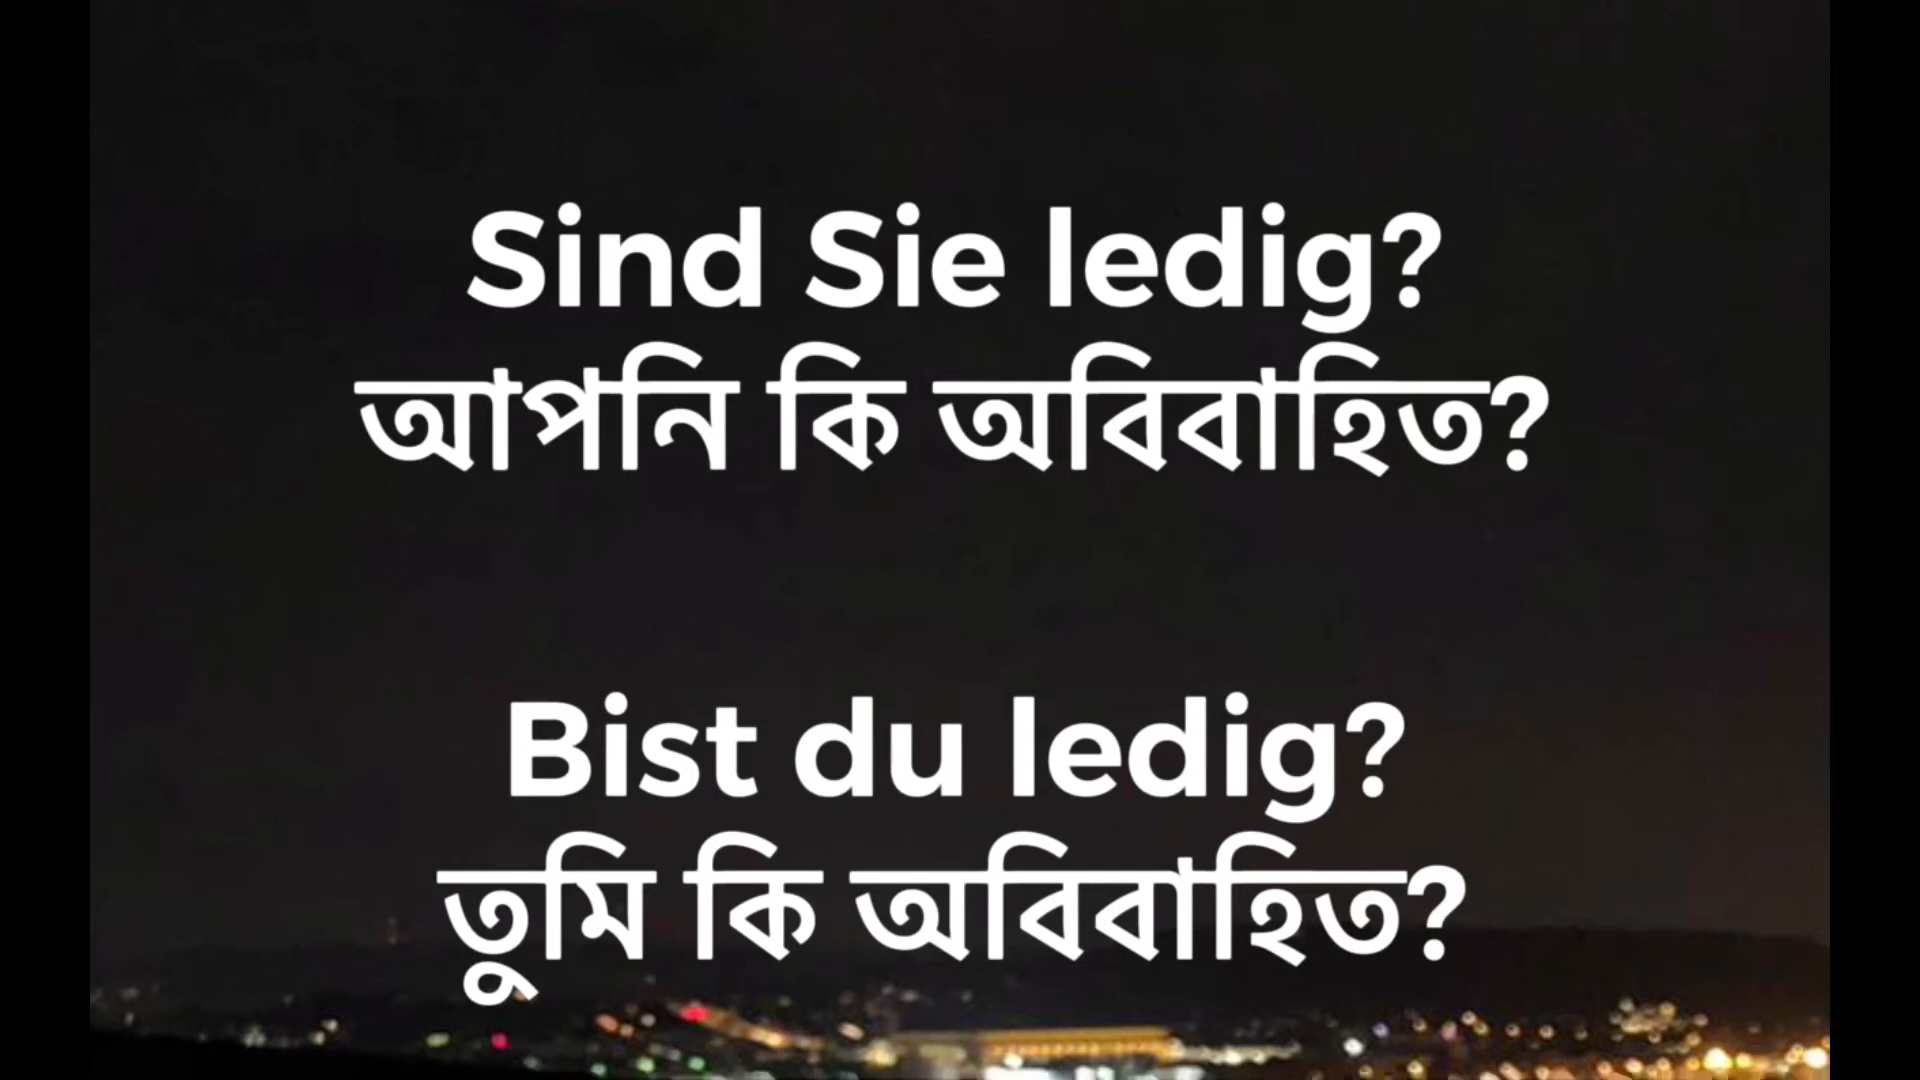 Sind Sie ledig?
আপনি কি অবিবাহিত?
Bist du ledig?
তুমি কি অবিবাহিত?